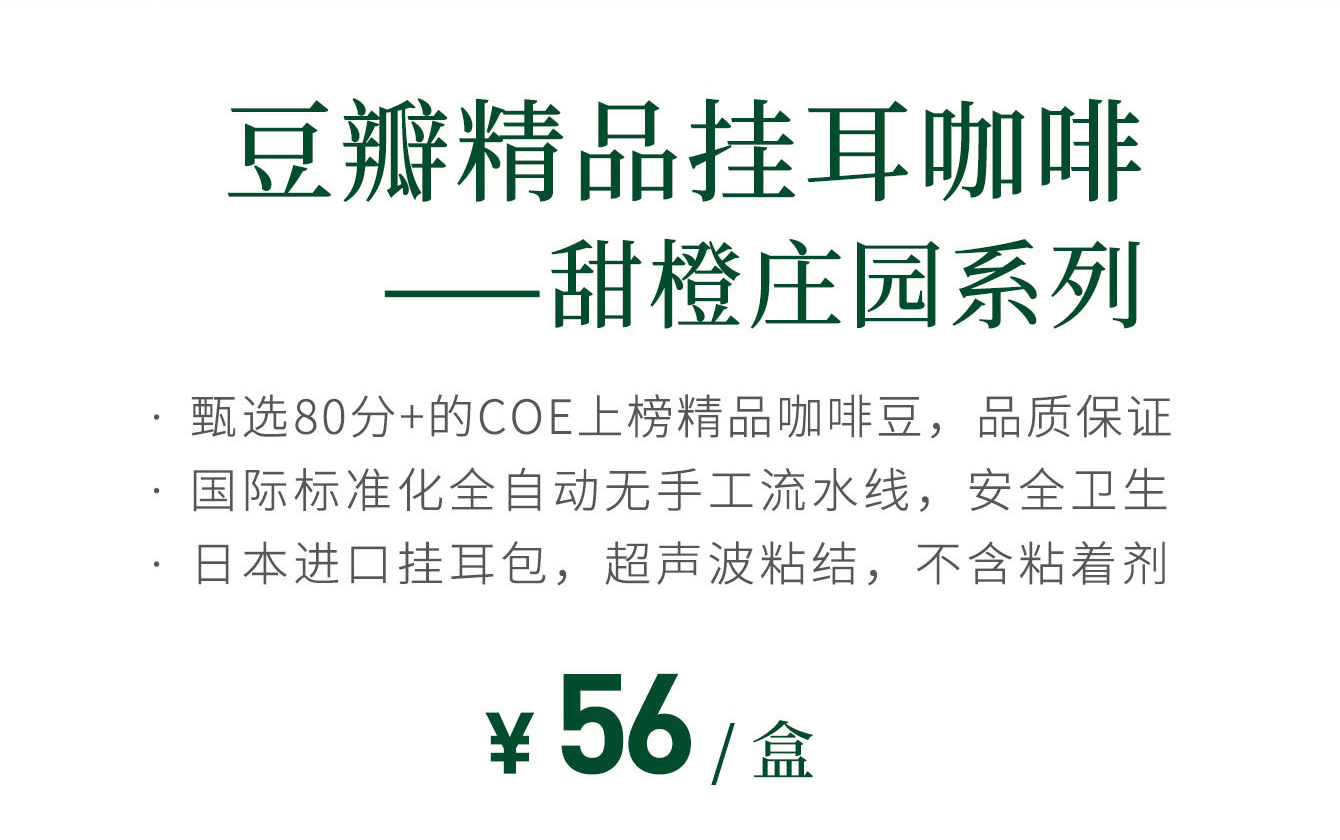 豆瓣精品挂耳咖啡
——甜橙庄园系列
· 甄选80分+的COE上榜精品咖啡豆，品质保证
· 国际标准化全自动无手工流水线，安全卫生
· 日本进口挂耳包，超声波粘结，不含粘着剂
¥56/盒